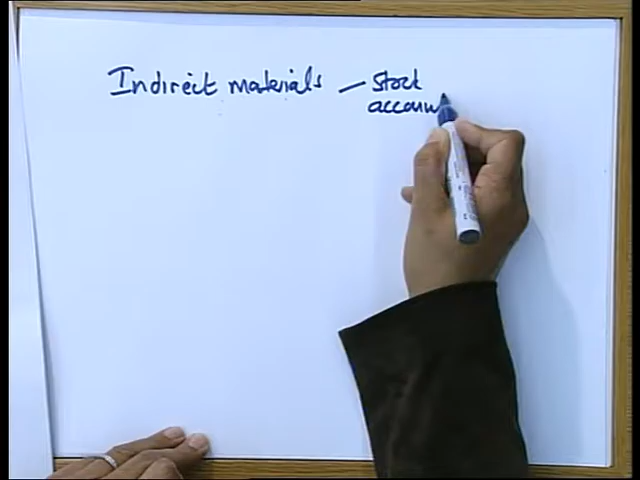 Indirect materials — Stock
accoun